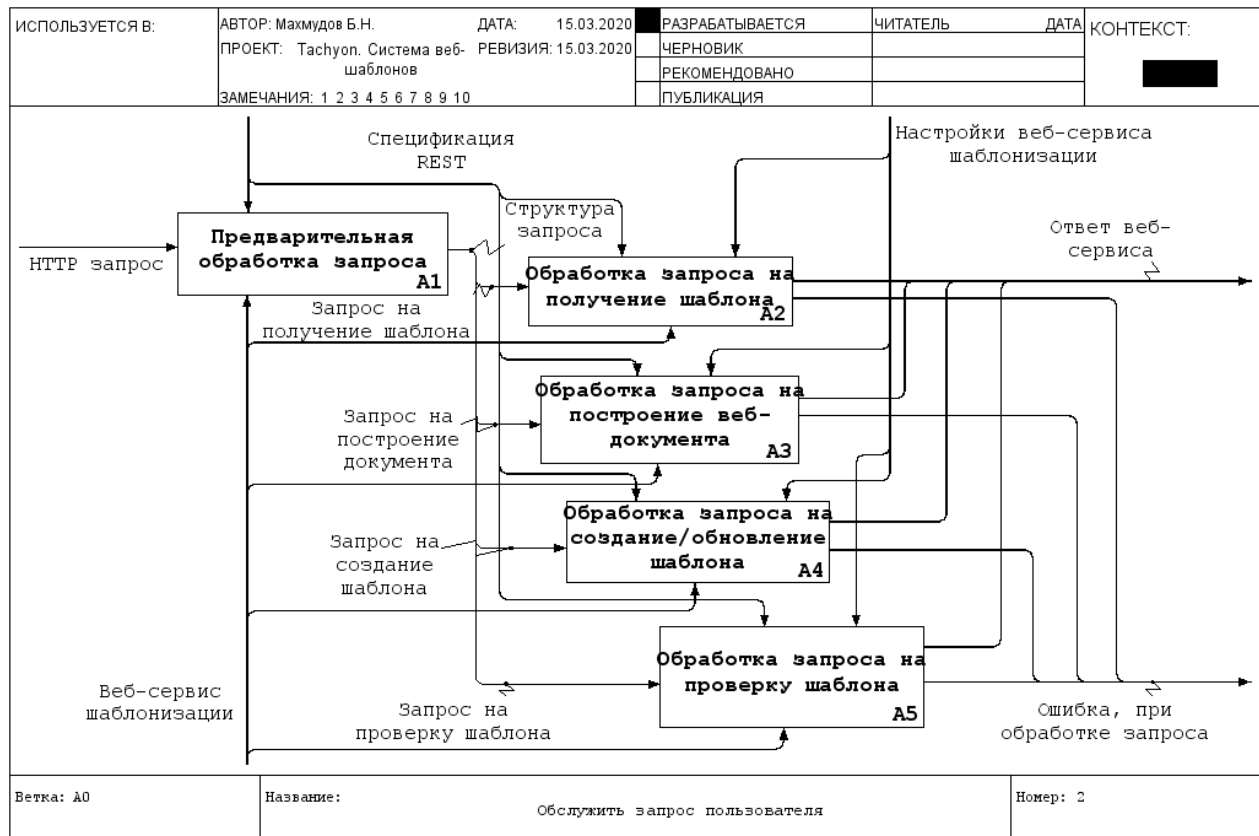 ИСПОЛЬЗУЕТСЯ В:
АВТОР: Махмудов Б.Н.
ДАТА: 15.03.2020
ПРОЕКТ: Tachyon. Система веб-
шаблонов
РЕВИЗИЯ: 15.03.2020
ЗАМЕЧАНИЯ: 1 2 3 4 5 6 7 8 9 10
РАЗРАБАТЫВАЕТСЯ
ЧЕРНОВИК
РЕКОМЕНДОВАНО
ПУБЛИКАЦИЯ
ЧИТАТЕЛЬ
ДАТА
КОНТЕКСТ:
Спецификация
REST
Настройки веб-сервиса
шаблонизации
HTTP запрос
Предварительная
обработка запроса
A1
Структура
запроса
Ответ веб-
сервиса
Запрос на
получение шаблона
Обработка запроса на
получение шаблона
A2
Запрос на
построение
документа
Обработка запроса на
построение веб-
документа
A3
Запрос на
создание
шаблона
Обработка запроса на
создание/обновление
шаблона
A4
Веб-сервис
шаблонизации
Запрос на
проверку шаблона
Обработка запроса на
проверку шаблона
A5
Ошибка, при
обработке запроса
Ветка: A0
Название:
Обслужить запрос пользователя
Номер: 2